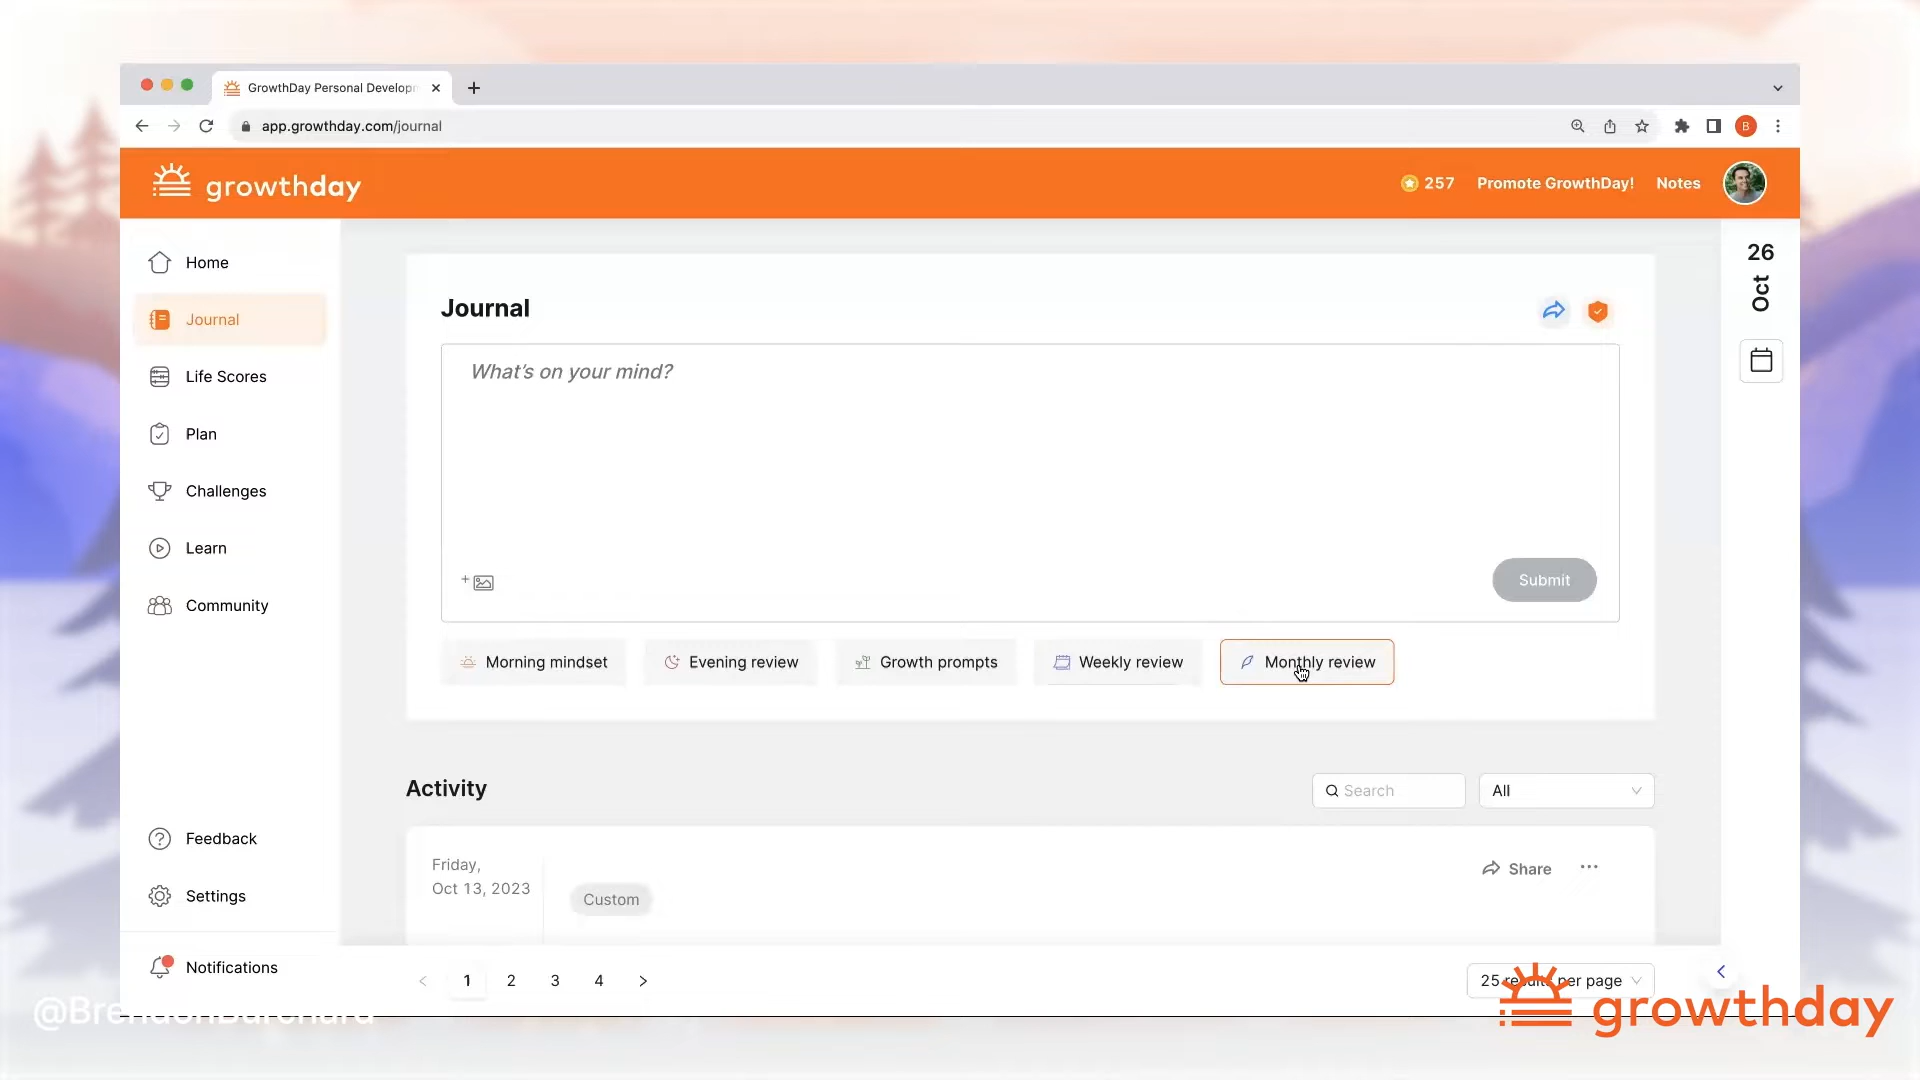 GrowthDay Personal Develop
app.growthday.com/journal
B
growthday
257
Promote GrowthDay!
Notes
Home
Journal
Life Scores
Plan
Challenges
Learn
Community
Feedback
Settings
Notifications
26
Oct
Journal
What's on your mind?
Submit
Morning mindset
Evening review
Growth prompts
Weekly review
Monthly review
Activity
Search
All
Friday,
Oct 13, 2023
Custom
Share
1
2
3
4
25 results per page
@BrendonBurchard
growthday